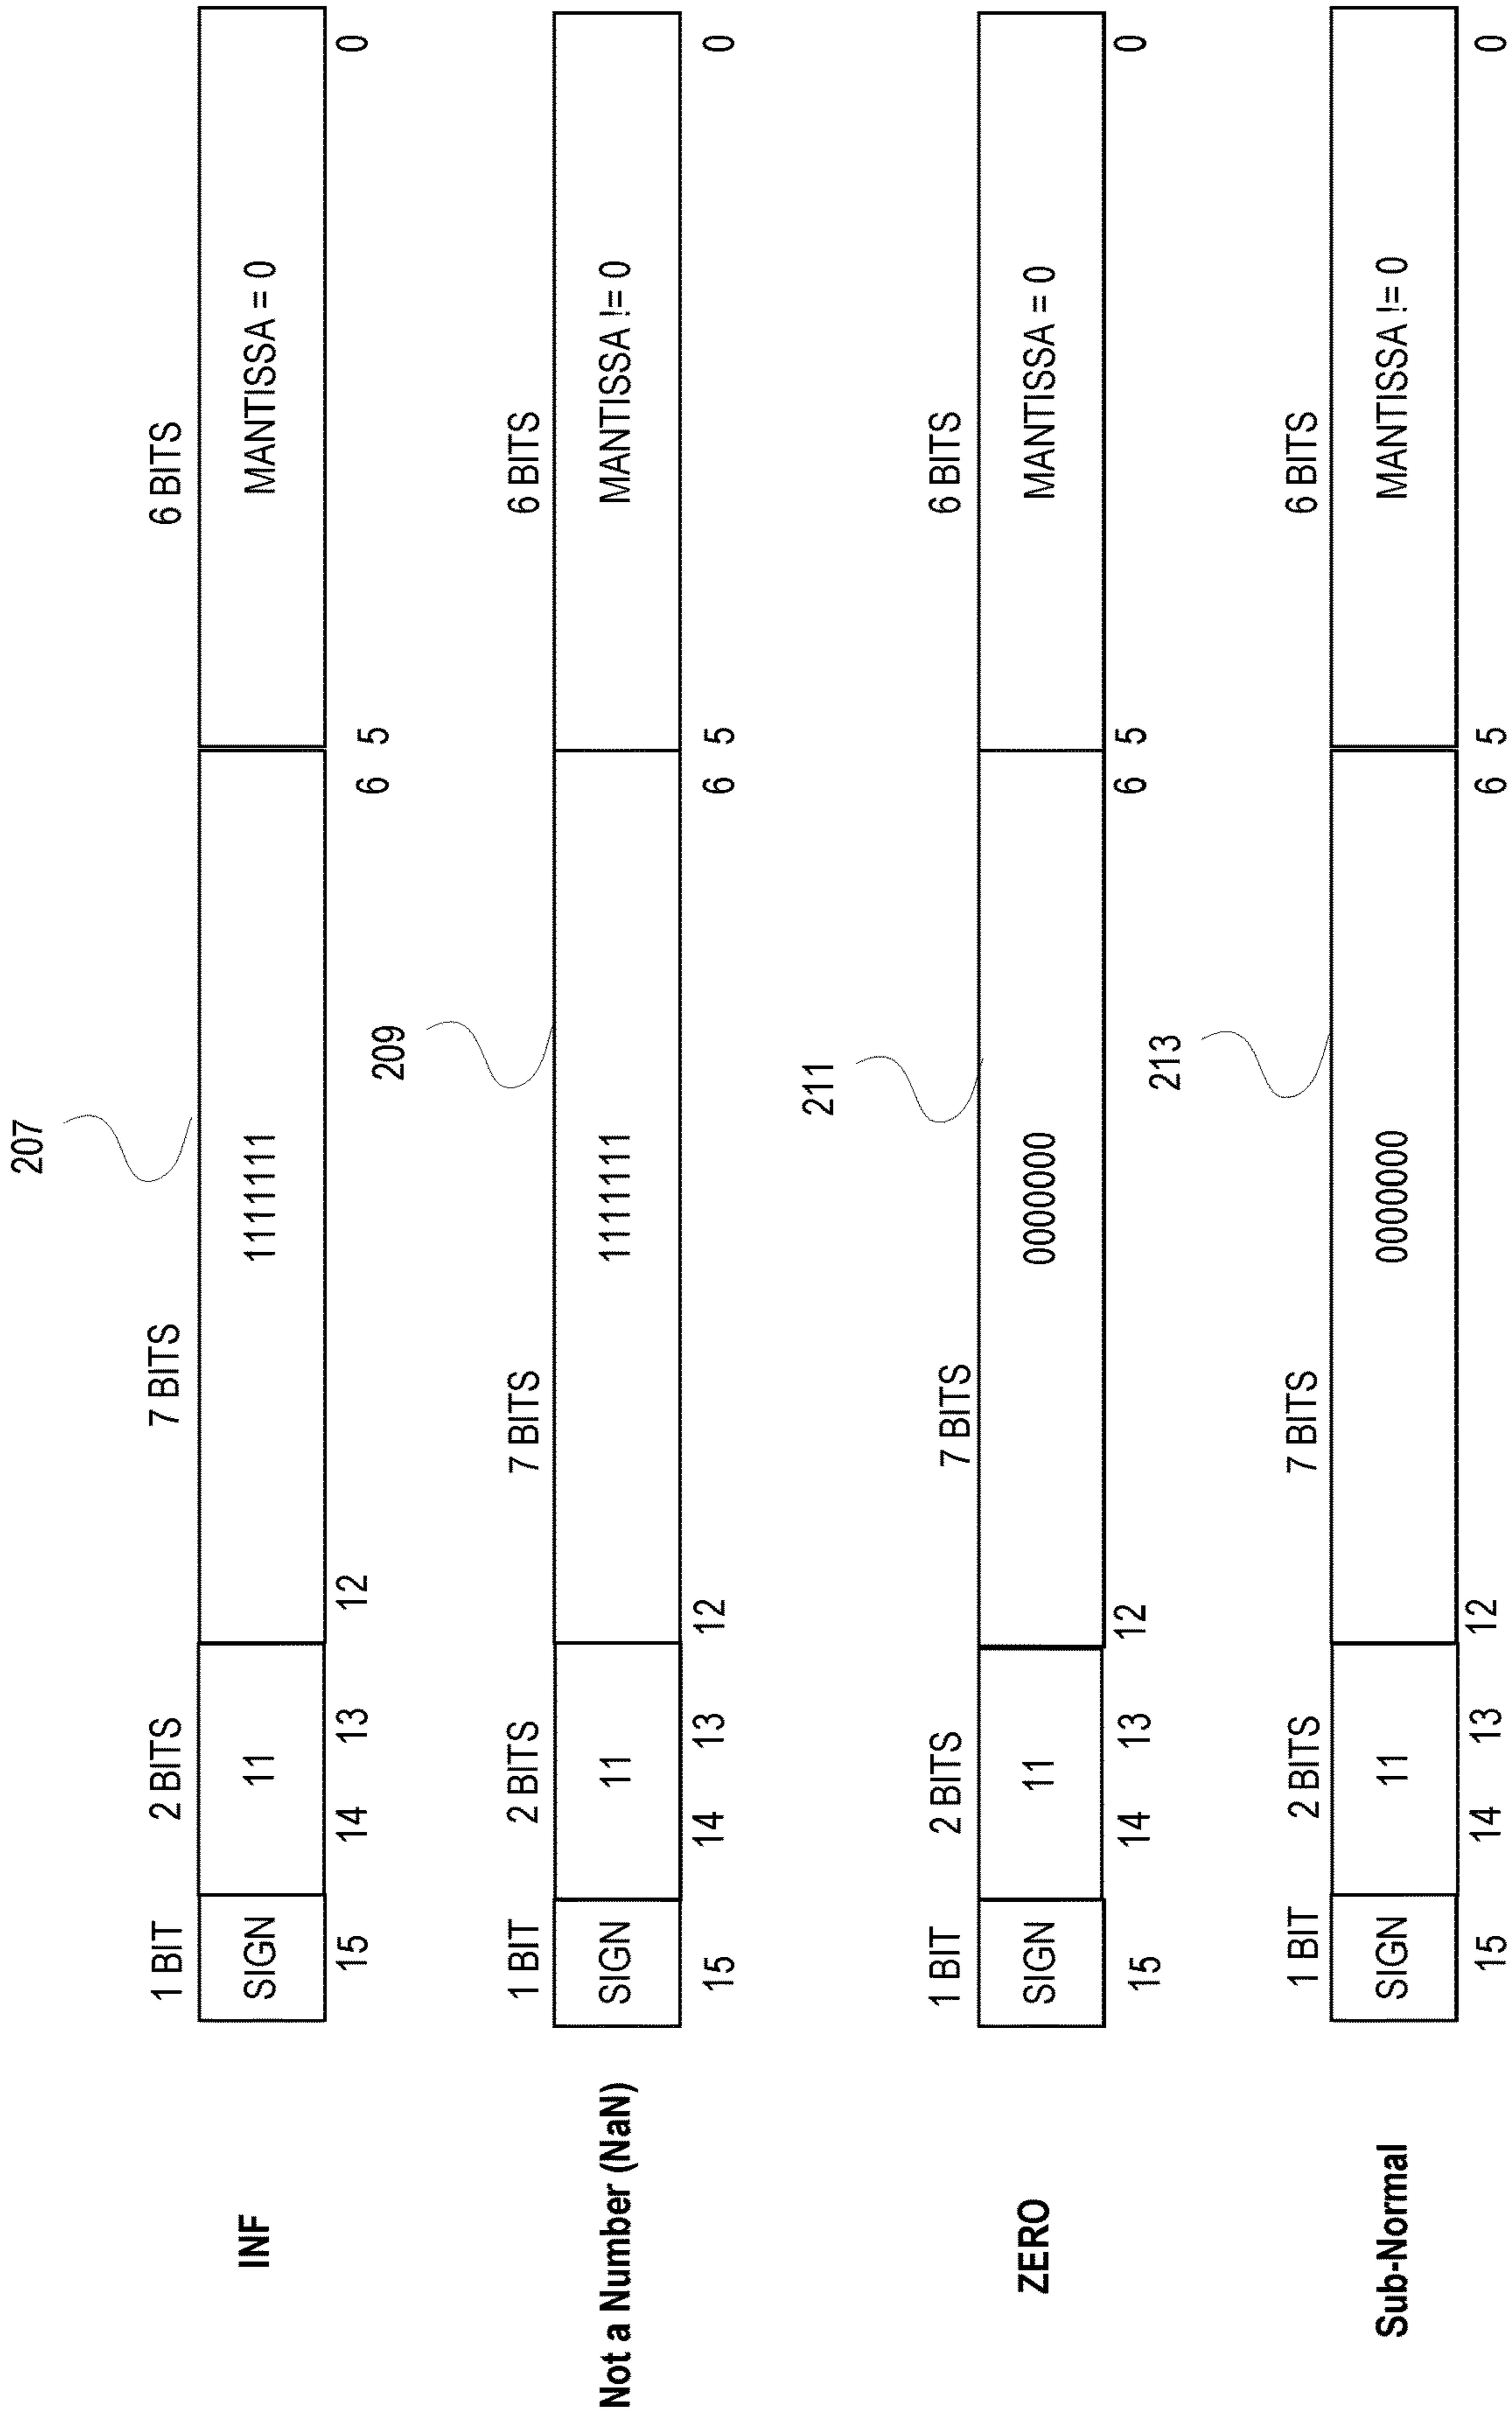 207
1 BIT 2 BITS 7 BITS 6 BITS
INF SIGN 11 1111111 MANTISSA = 0
15 14 13 12 6 5 0
209
1 BIT 2 BITS 7 BITS 6 BITS
Not a Number (NaN) SIGN 11 1111111 MANTISSA != 0
15 14 13 12 6 5 0
211
1 BIT 2 BITS 7 BITS 6 BITS
ZERO SIGN 11 0000000 MANTISSA = 0
15 14 13 12 6 5 0
213
1 BIT 2 BITS 7 BITS 6 BITS
Sub-Normal SIGN 11 0000000 MANTISSA != 0
15 14 13 12 6 5 0